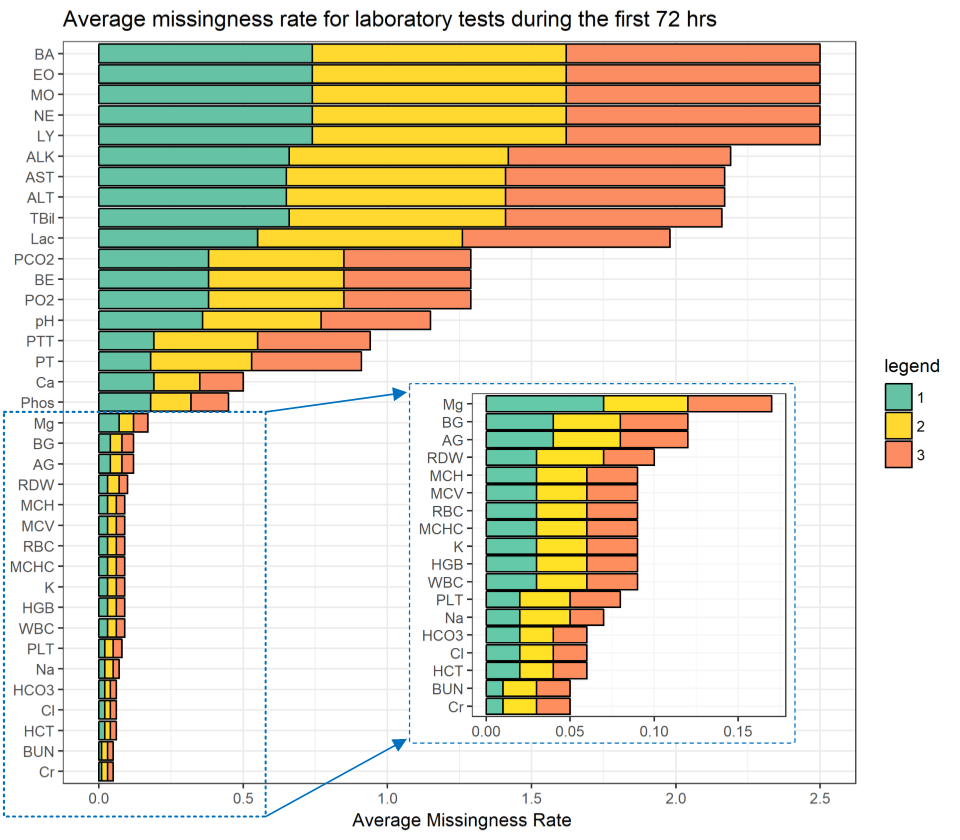 Average missingness rate for laboratory tests during the first 72 hrs
BA
EO
MO
NE
LY
ALK
AST
ALT
TBil
Lac
PCO2
BE
PO2
pH
PTT
PT
Ca
Phos
Mg
BG
AG
RDW
MCH
MCV
RBC
MCHC
K
HGB
WBC
PLT
Na
HCO3
Cl
HCT
BUN
Cr
0.0 0.5 1.0 1.5 2.0 2.5
Average Missingness Rate
Mg
BG
AG
RDW
MCH
MCV
RBC
MCHC
K
HGB
WBC
PLT
Na
HCO3
Cl
HCT
BUN
Cr
0.00 0.05 0.10 0.15
legend
1
2
3